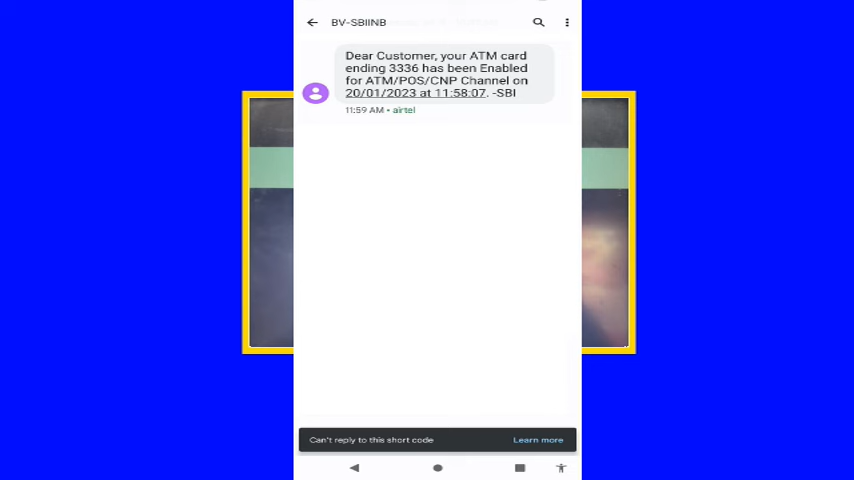 BV-SBIINB
Dear Customer, your ATM card
ending 3336 has been Enabled
for ATM/POS/CNP Channel on
20/01/2023 at 11:58:07. -SBI
11:59 AM • airtel
Can't reply to this short code
Learn more